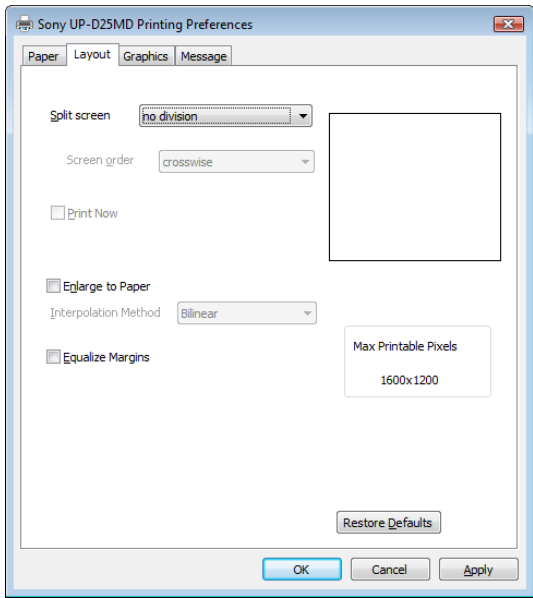 Sony UP-D25MD Printing Preferences
Paper Layout Graphics Message
Split screen no division
Screen order crosswise
Print Now
Enlarge to Paper
Interpolation Method Bilinear
Equalize Margins
Max Printable Pixels
1600x1200
Restore Defaults
OK Cancel Apply